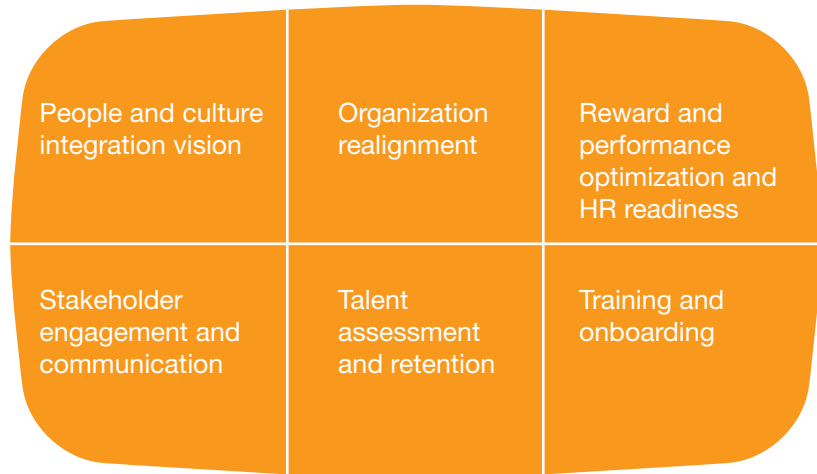 People and culture
integration vision
Organization
realignment
Reward and
performance
optimization and
HR readiness
Stakeholder
engagement and
communication
Talent
assessment
and retention
Training and
onboarding